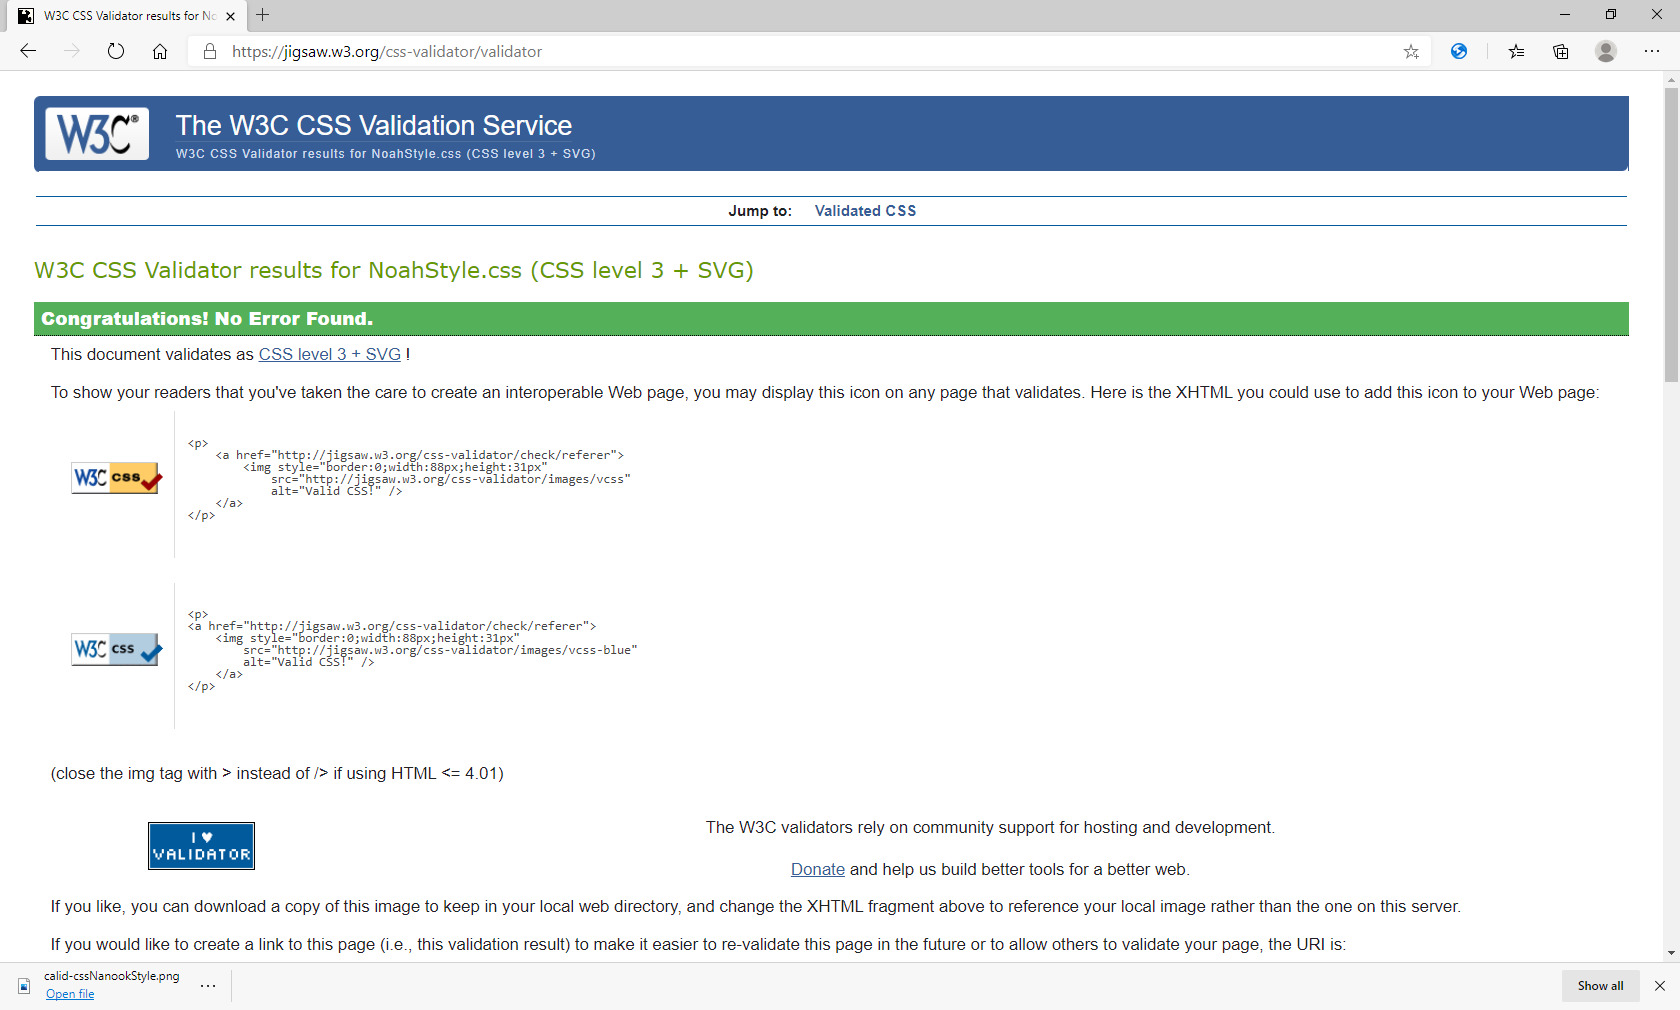 W3C CSS Validator results for No
https://jigsaw.w3.org/css-validator/validator
W3C®
The W3C CSS Validation Service
W3C CSS Validator results for NoahStyle.css (CSS level 3 + SVG)
Jump to: Validated CSS
W3C CSS Validator results for NoahStyle.css (CSS level 3 + SVG)
Congratulations! No Error Found.
This document validates as CSS level 3 + SVG !
To show your readers that you've taken the care to create an interoperable Web page, you may display this icon on any page that validates. Here is the XHTML you could use to add this icon to your Web page:
W3C css
<p>
<a href="http://jigsaw.w3.org/css-validator/check/referer">
<img style="border:0;width:88px;height:31px"
src="http://jigsaw.w3.org/css-validator/images/vcss"
alt="Valid CSS!" />
</a>
</p>
W3C css
<p>
<a href="http://jigsaw.w3.org/css-validator/check/referer">
<img style="border:0;width:88px;height:31px"
src="http://jigsaw.w3.org/css-validator/images/vcss-blue"
alt="Valid CSS!" />
</a>
</p>
(close the img tag with > instead of /> if using HTML <= 4.01)
I ♥
VALIDATOR
The W3C validators rely on community support for hosting and development.
Donate and help us build better tools for a better web.
If you like, you can download a copy of this image to keep in your local web directory, and change the XHTML fragment above to reference your local image rather than the one on this server.
If you would like to create a link to this page (i.e., this validation result) to make it easier to re-validate this page in the future or to allow others to validate your page, the URI is:
calid-cssNanookStyle.png
Open file
Show all